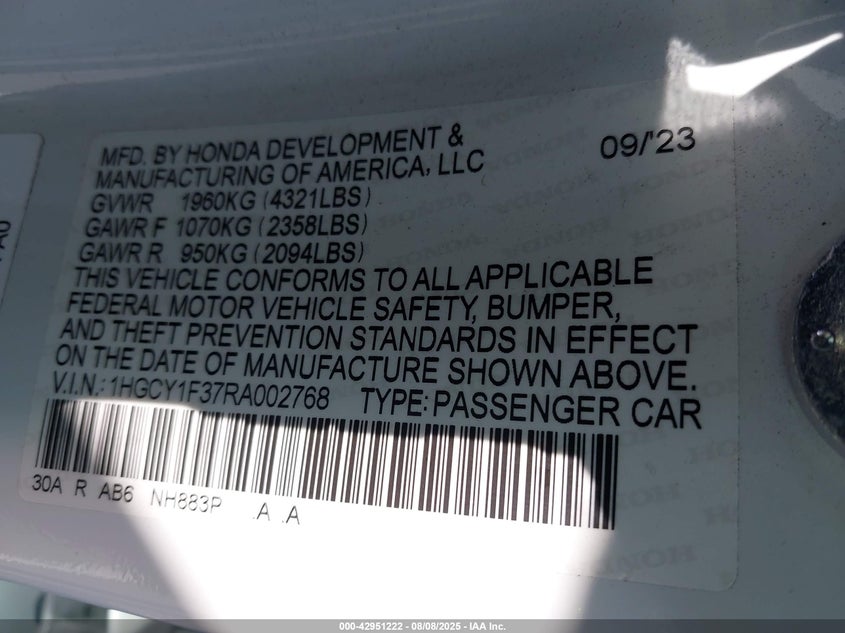 MFD. BY HONDA DEVELOPMENT &
MANUFACTURING OF AMERICA, LLC 09/'23
GVWR 1960KG (4321LBS)
GAWR F 1070KG (2358LBS)
GAWR R 950KG (2094LBS)
THIS VEHICLE CONFORMS TO ALL APPLICABLE
FEDERAL MOTOR VEHICLE SAFETY, BUMPER,
AND THEFT PREVENTION STANDARDS IN EFFECT
ON THE DATE OF MANUFACTURE SHOWN ABOVE.
V.I.N.: 1HGCY1F37RA002768 TYPE: PASSENGER CAR
30A R AB6 NH883P A A
HONDA
000-42951222 - 08/08/2025 - IAA Inc.